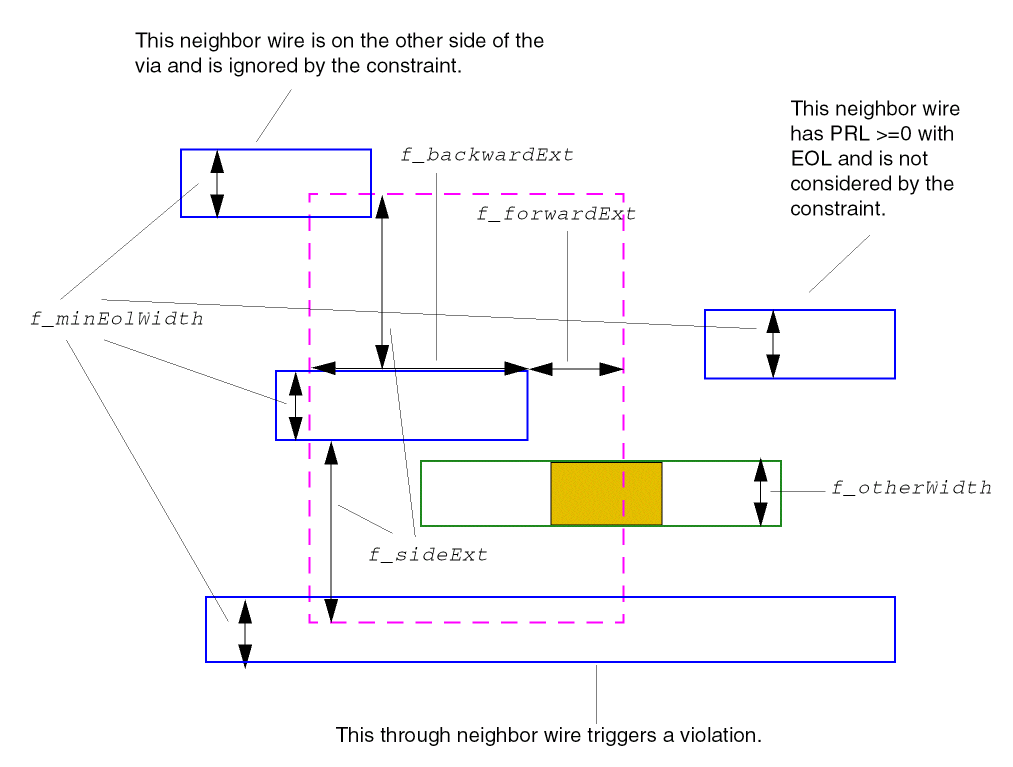 This neighbor wire is on the other side of the
via and is ignored by the constraint.
This neighbor wire
has PRL >=0 with
EOL and is not
considered by the
constraint.
f_backwardExt
f_forwardExt
f_minEolWidth
f_otherWidth
f_sideExt
This through neighbor wire triggers a violation.